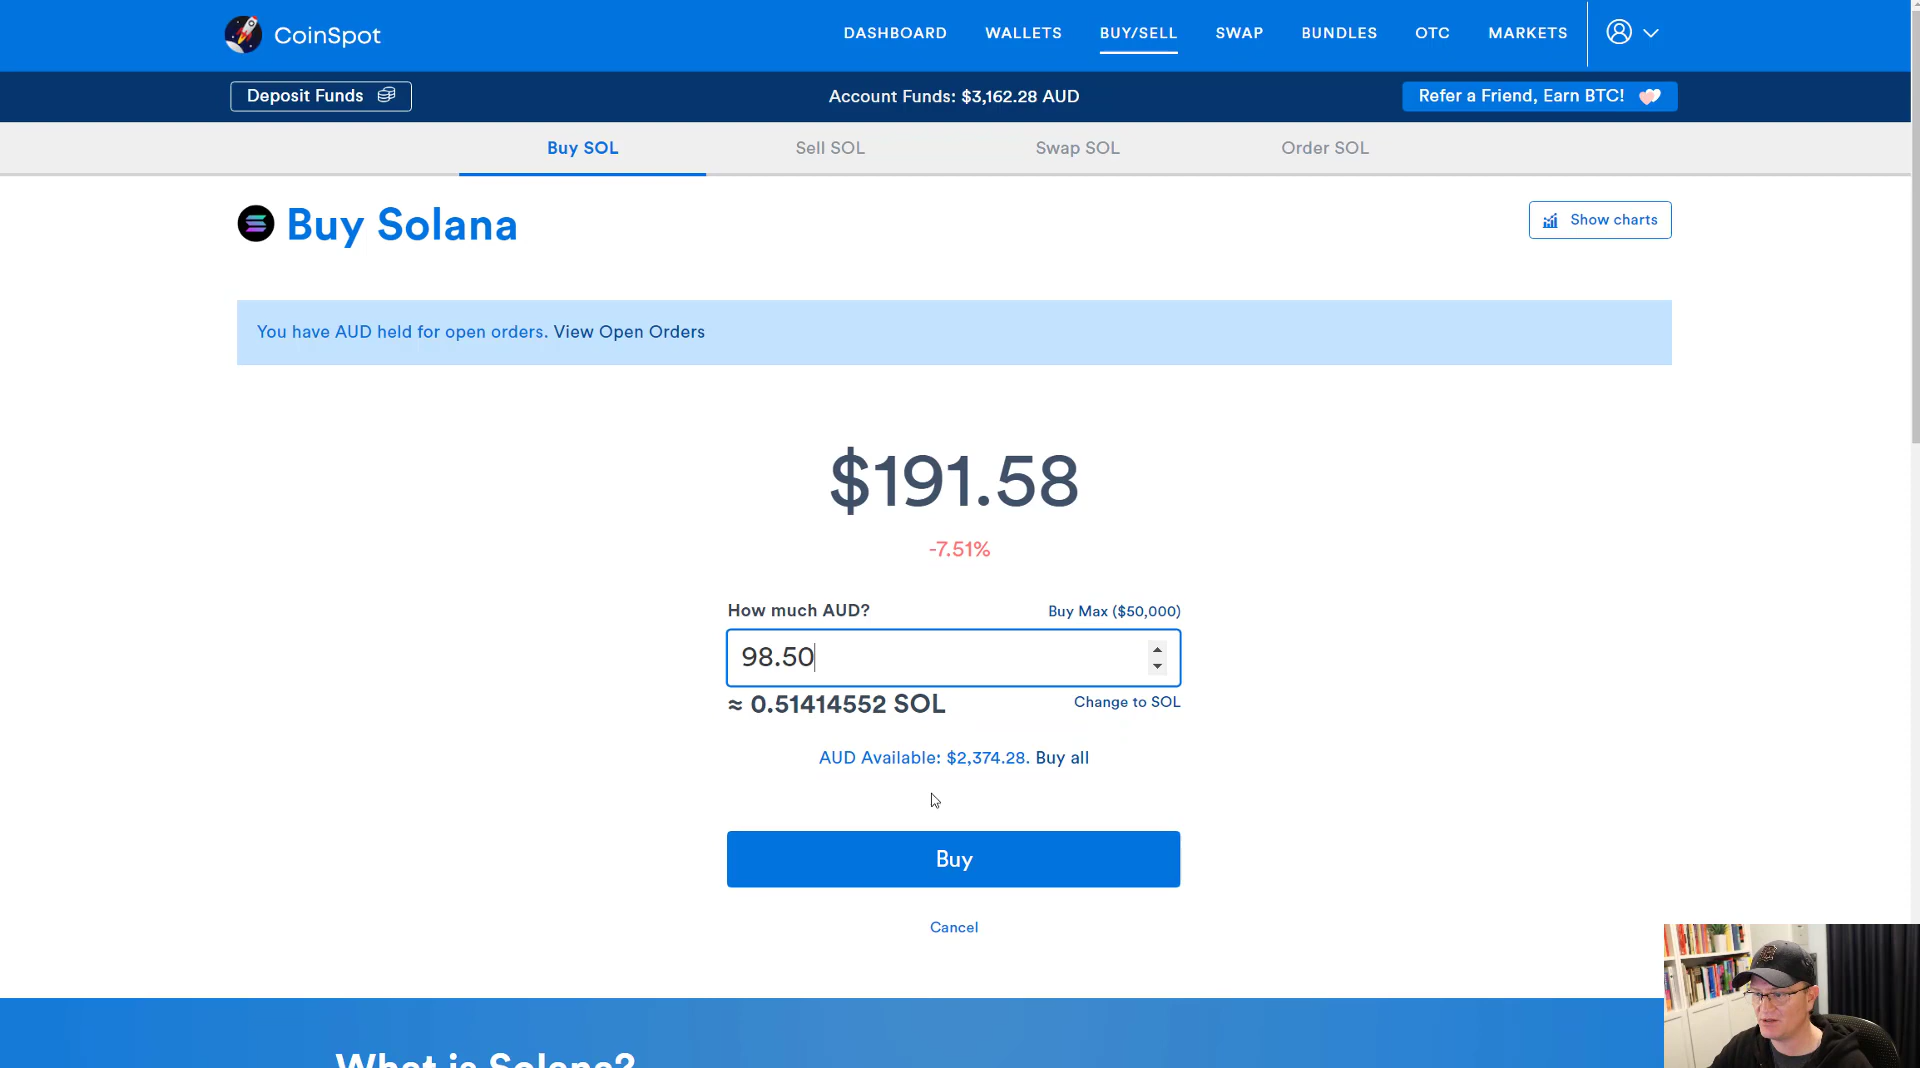 CoinSpot
DASHBOARD WALLETS BUY/SELL SWAP BUNDLES OTC MARKETS
Deposit Funds
Account Funds: $3,162.28 AUD
Refer a Friend, Earn BTC!
Buy SOL Sell SOL Swap SOL Order SOL
Buy Solana
Show charts
You have AUD held for open orders. View Open Orders
$191.58
-7.51%
How much AUD? Buy Max ($50,000)
98.50
≈ 0.51414552 SOL Change to SOL
AUD Available: $2,374.28. Buy all
Buy
Cancel
What is Solana?